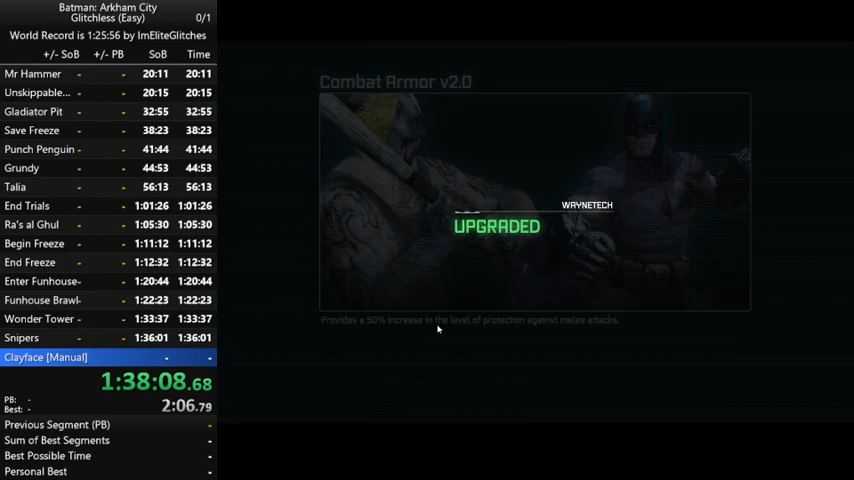 Batman: Arkham City
Glitchless (Easy) 0/1
World Record is 1:25:56 by ImEliteGlitches
+/- SoB +/- PB SoB Time
Mr Hammer - - 20:11 20:11
Unskippable... - - 20:15 20:15
Gladiator Pit - - 32:55 32:55
Save Freeze - - 38:23 38:23
Punch Penguin - - 41:44 41:44
Grundy - - 44:53 44:53
Talia - - 56:13 56:13
End Trials - - 1:01:26 1:01:26
Ra's al Ghul - - 1:05:30 1:05:30
Begin Freeze - - 1:11:12 1:11:12
End Freeze - - 1:12:32 1:12:32
Enter Funhouse - - 1:20:44 1:20:44
Funhouse Brawl - - 1:22:23 1:22:23
Wonder Tower - - 1:33:37 1:33:37
Snipers - - 1:36:01 1:36:01
Clayface [Manual] - -
1:38:08.68
PB: -
Best: - 2:06.79
Previous Segment (PB) -
Sum of Best Segments -
Best Possible Time -
Personal Best -
Combat Armor v2.0
WAYNETECH
UPGRADED
Provides a 50% increase in the level of protection against melee attacks.